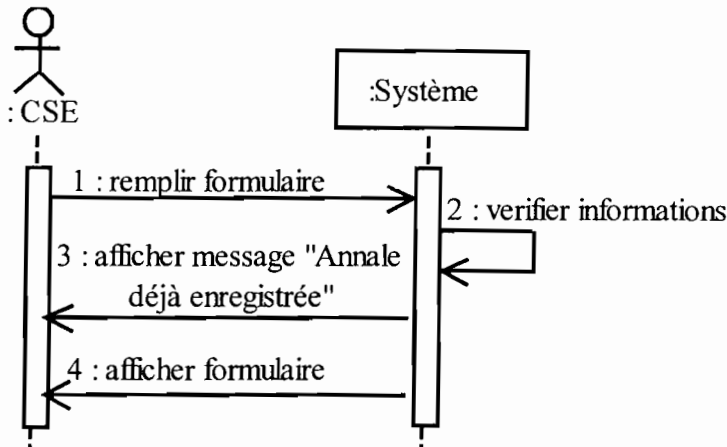 : CSE
:Système
1 : remplir formulaire
2 : verifier informations
3 : afficher message "Annale
déjà enregistrée"
4 : afficher formulaire